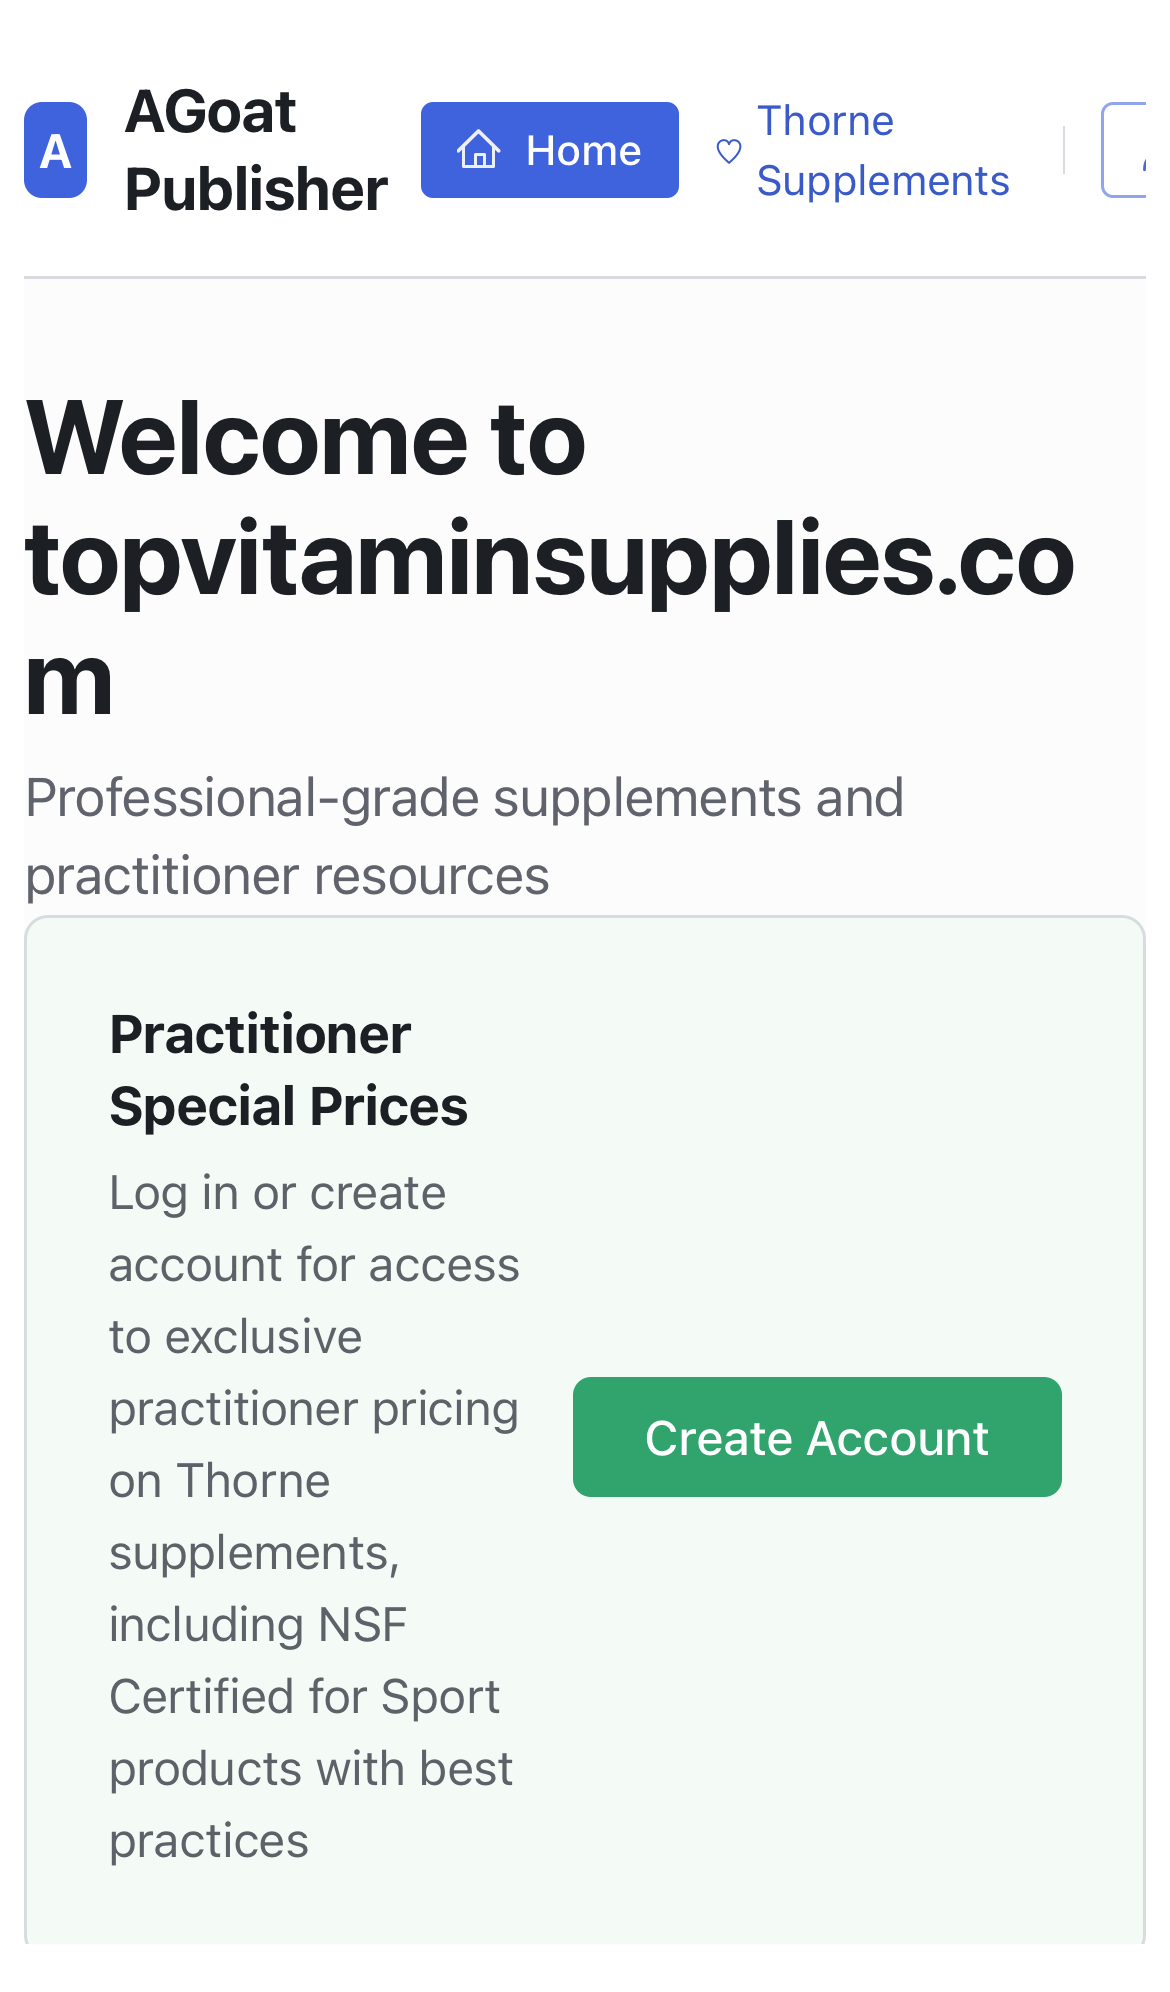 A
AGoat
Publisher
Home
Thorne
Supplements
Welcome to
topvitaminsupplies.co
m
Professional-grade supplements and
practitioner resources
Practitioner
Special Prices
Log in or create
account for access
to exclusive
practitioner pricing
on Thorne
supplements,
including NSF
Certified for Sport
products with best
practices
Create Account